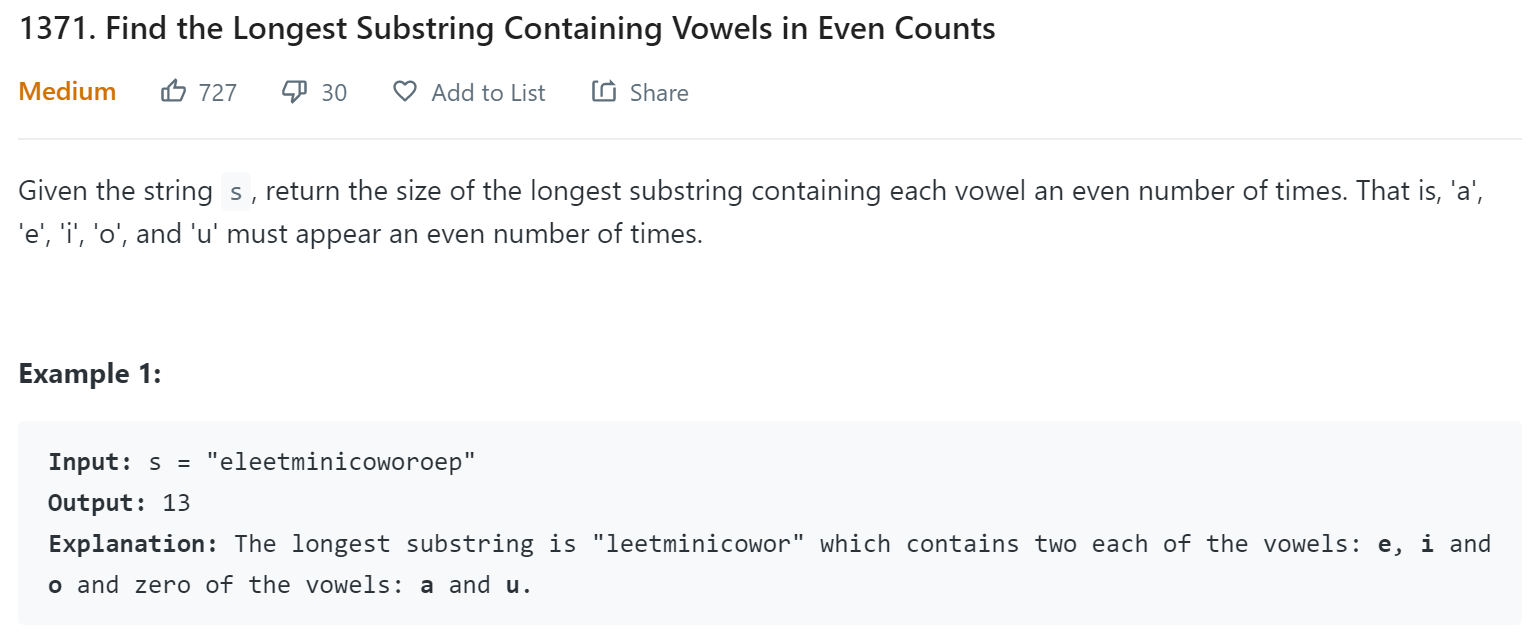 1371. Find the Longest Substring Containing Vowels in Even Counts
Medium 727 30 Add to List Share
Given the string s, return the size of the longest substring containing each vowel an even number of times. That is, 'a',
'e', 'i', 'o', and 'u' must appear an even number of times.
Example 1:
Input: s = "eleetminicoworoep"
Output: 13
Explanation: The longest substring is "leetminicowor" which contains two each of the vowels: e, i and
o and zero of the vowels: a and u.